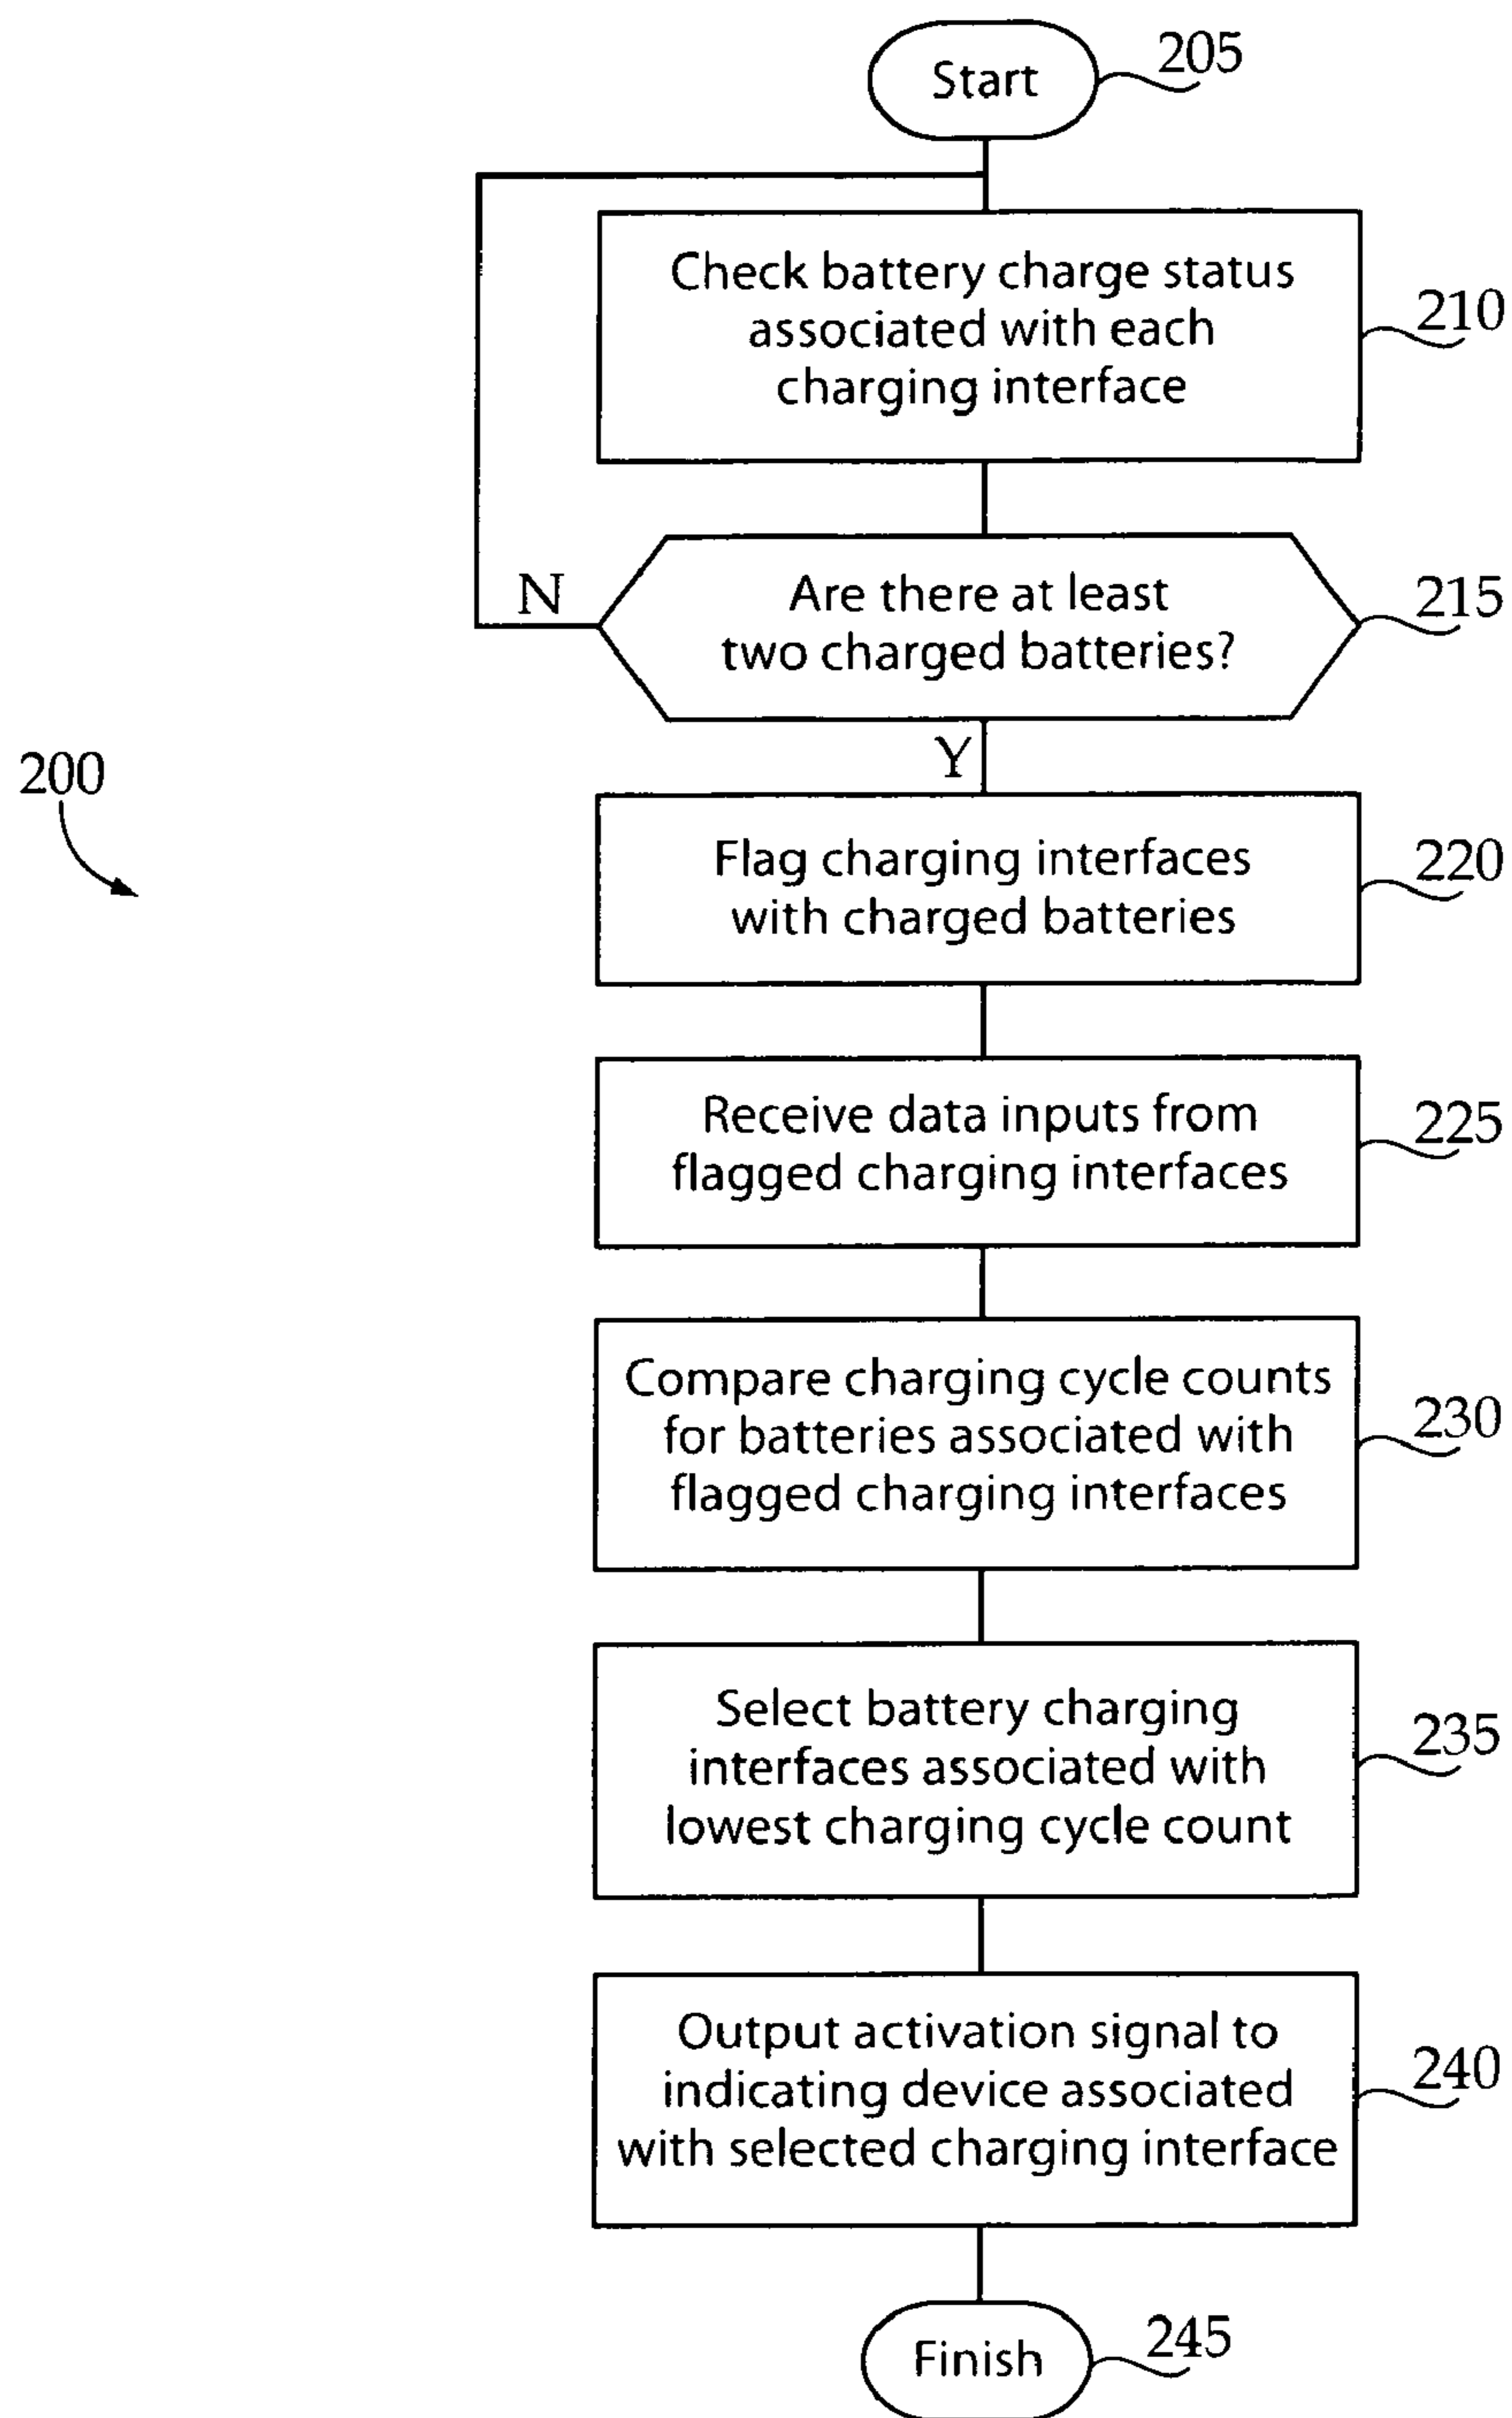 Start
205
Check battery charge status
associated with each
charging interface
210
N
Are there at least
two charged batteries?
215
Y
200
Flag charging interfaces
with charged batteries
220
Receive data inputs from
flagged charging interfaces
225
Compare charging cycle counts
for batteries associated with
flagged charging interfaces
230
Select battery charging
interfaces associated with
lowest charging cycle count
235
Output activation signal to
indicating device associated
with selected charging interface
240
Finish
245